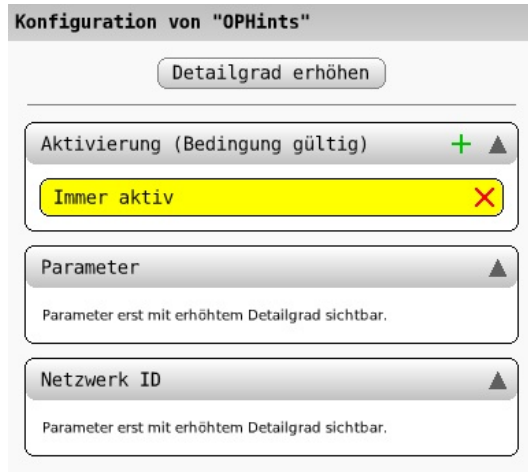 Konfiguration von "OPHints"
Detailgrad erhöhen
Aktivierung (Bedingung gültig)
Immer aktiv
Parameter
Parameter erst mit erhöhtem Detailgrad sichtbar.
Netzwerk ID
Parameter erst mit erhöhtem Detailgrad sichtbar.